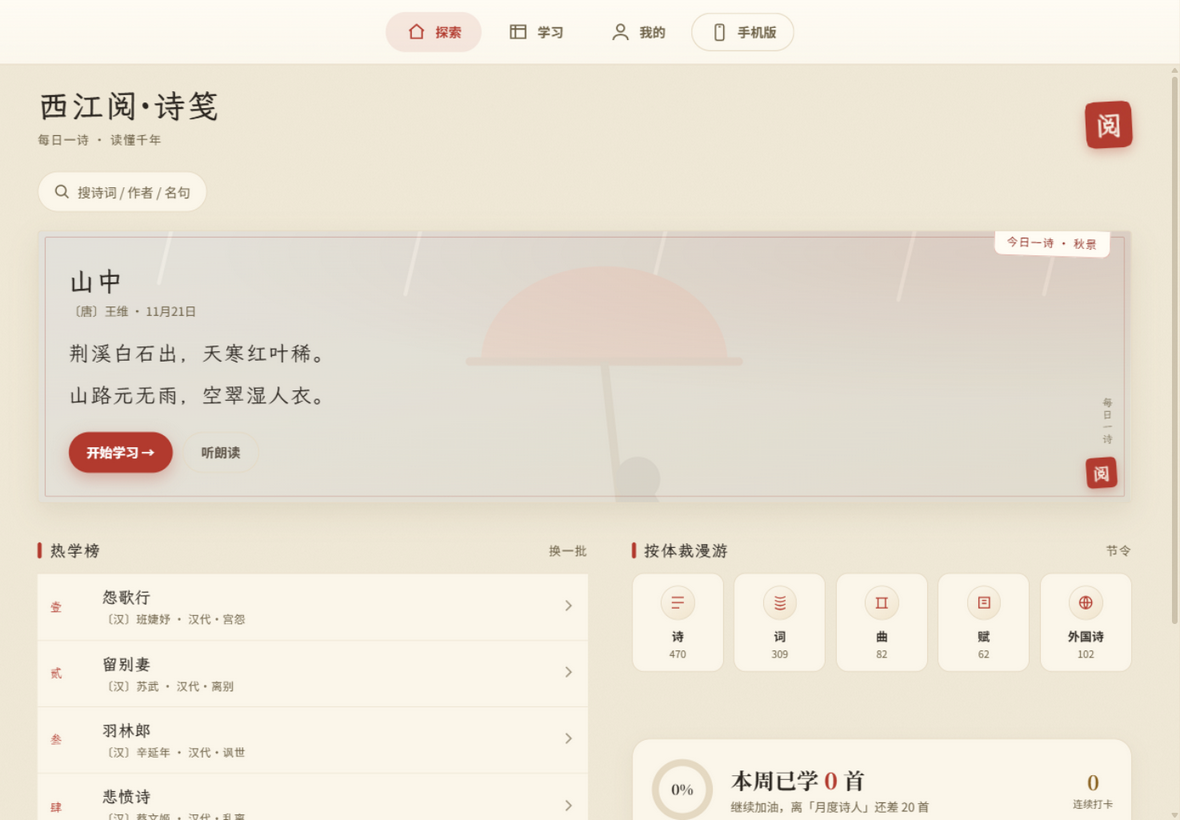 探索
学习
我的
手机版
西江阅·诗笺
每日一诗 · 读懂千年
阅
搜诗词 / 作者 / 名句
今日一诗 · 秋景
山中
〔唐〕王维 · 11月21日
荆溪白石出，天寒红叶稀。
山路元无雨，空翠湿人衣。
开始学习→
听朗读
每日一诗
阅
热学榜
换一批
壹
怨歌行
〔汉〕班婕妤 · 汉代·宫怨
贰
留别妻
〔汉〕苏武 · 汉代·离别
叁
羽林郎
〔汉〕辛延年 · 汉代·讽世
肆
悲愤诗
〔汉〕蔡文姬 · 汉代·乱离
按体裁漫游
节令
诗
470
词
309
曲
82
赋
62
外国诗
102
0%
本周已学 0 首
继续加油，离「月度诗人」还差 20 首
0
连续打卡